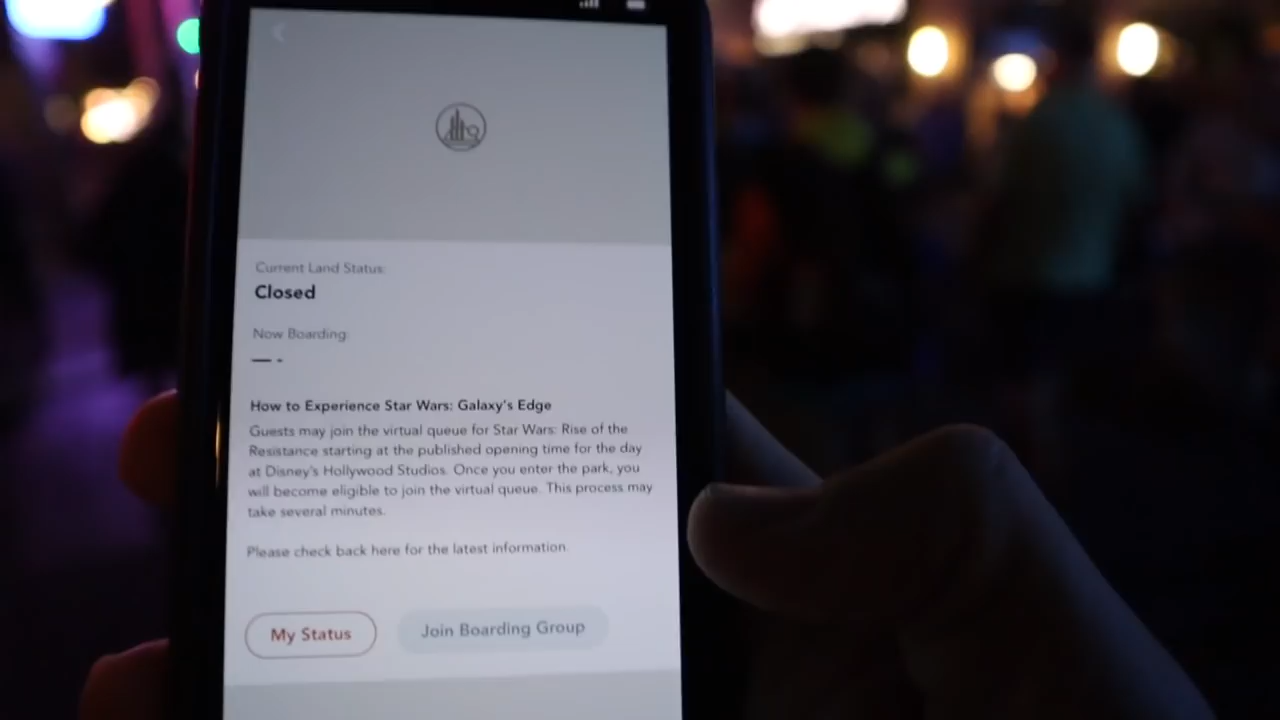 Current Land Status:
Closed
Now Boarding:
— -
How to Experience Star Wars: Galaxy's Edge
Guests may join the virtual queue for Star Wars: Rise of the
Resistance starting at the published opening time for the day
at Disney's Hollywood Studios. Once you enter the park, you
will become eligible to join the virtual queue. This process may
take several minutes.
Please check back here for the latest information.
My Status
Join Boarding Group